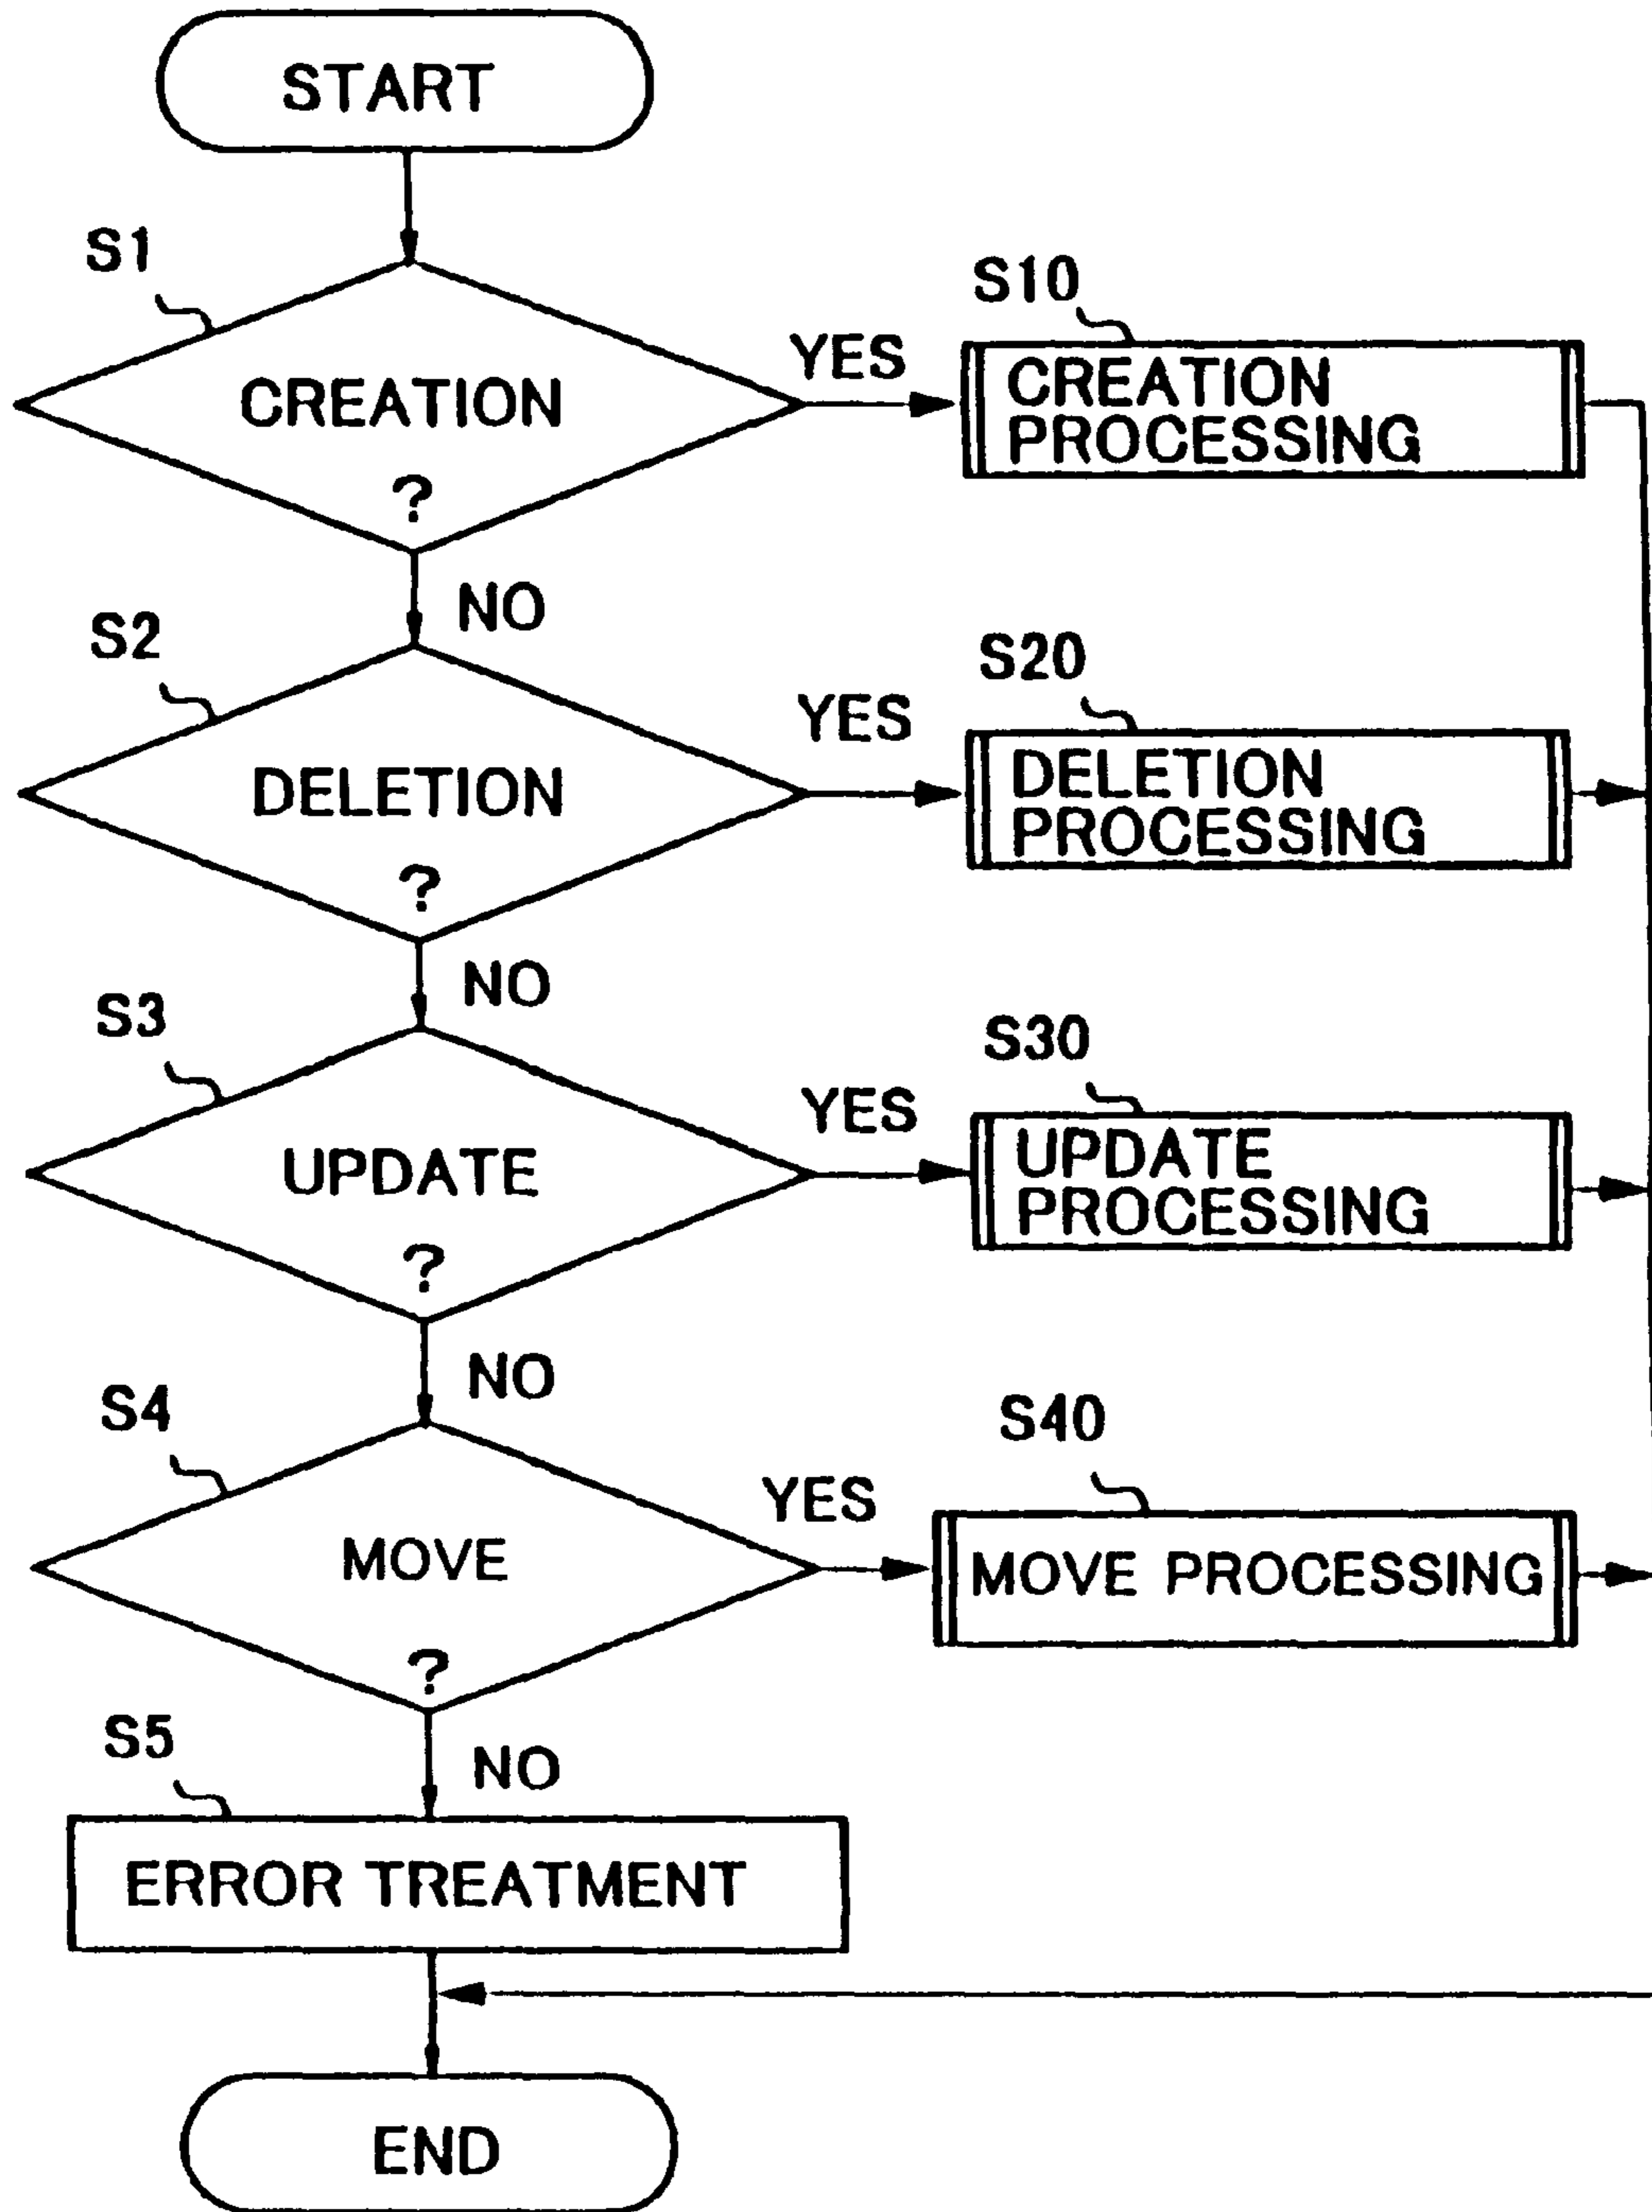 START
S1
CREATION
?
YES
S10
CREATION
PROCESSING
NO
S2
DELETION
?
YES
S20
DELETION
PROCESSING
NO
S3
UPDATE
?
YES
S30
UPDATE
PROCESSING
NO
S4
MOVE
?
YES
S40
MOVE PROCESSING
NO
S5
ERROR TREATMENT
END